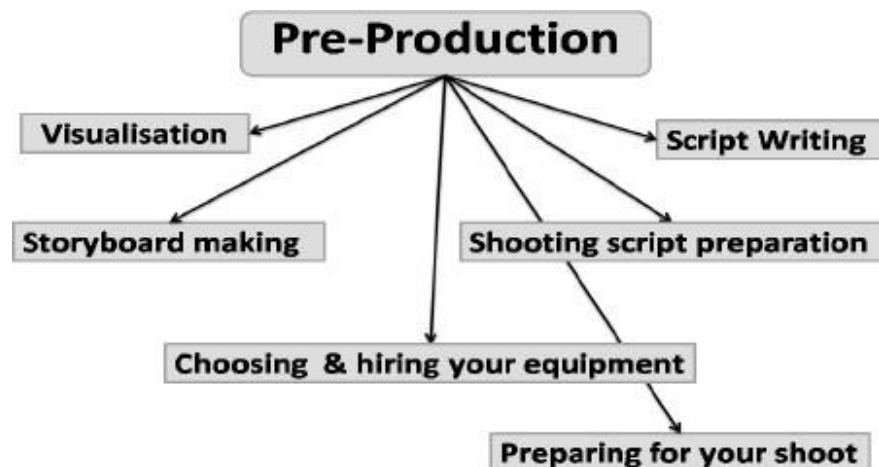 Pre-Production
Visualisation
Script Writing
Storyboard making
Shooting script preparation
Choosing & hiring your equipment
Preparing for your shoot